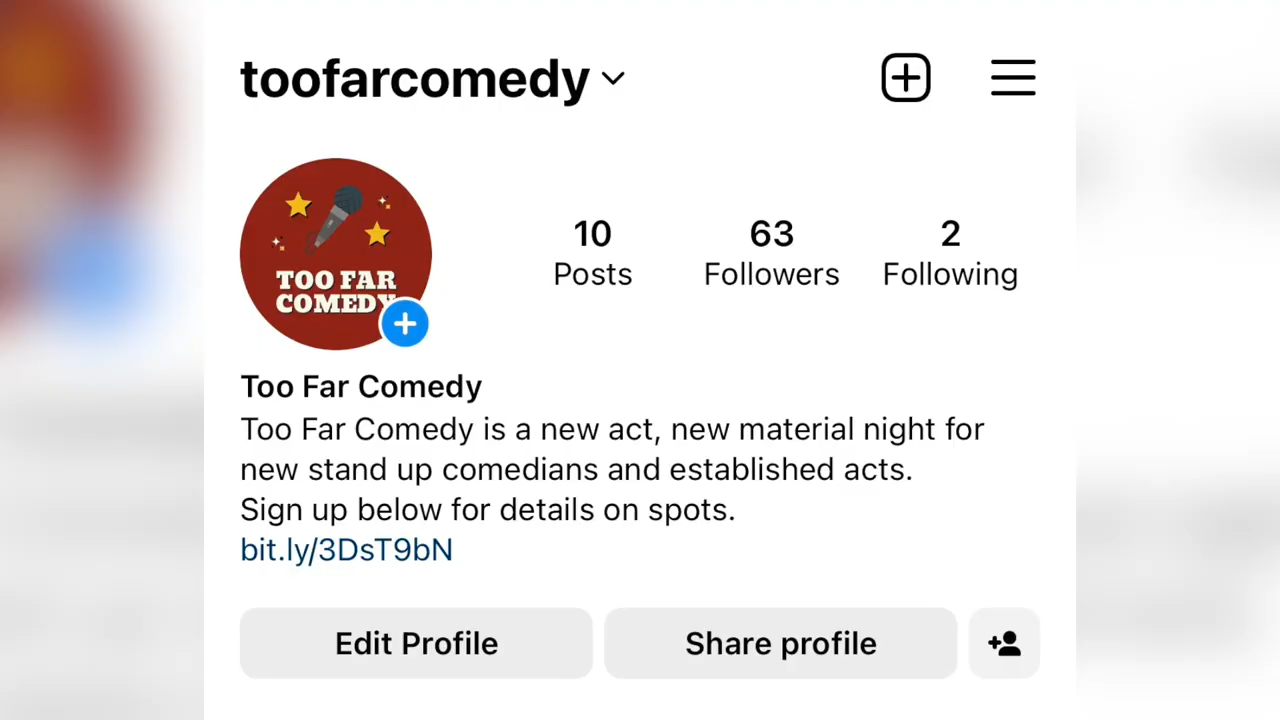 toofarcomedy
TOO FAR
COMEDY
10
Posts
63
Followers
2
Following
Too Far Comedy
Too Far Comedy is a new act, new material night for
new stand up comedians and established acts.
Sign up below for details on spots.
bit.ly/3DsT9bN
Edit Profile
Share profile